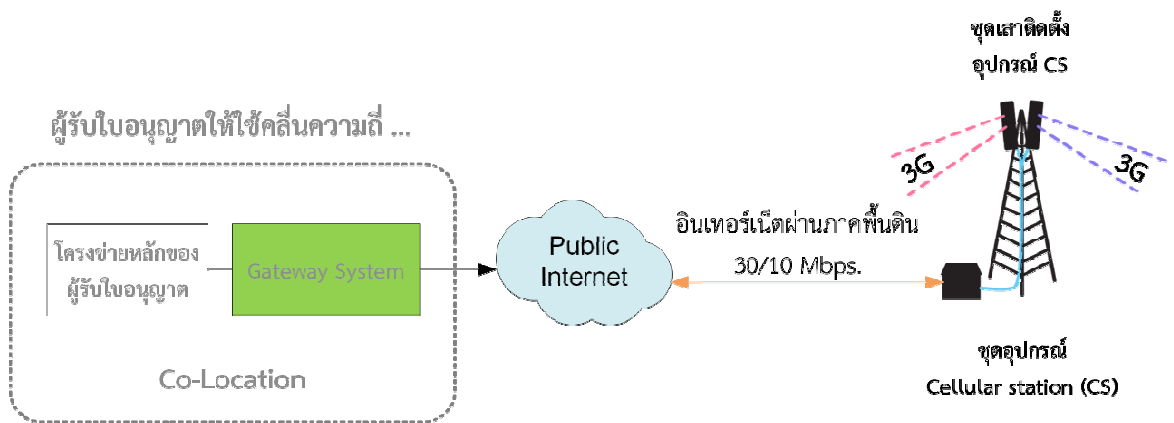 ชุดเสาติดตั้ง
อุปกรณ์ CS
ผู้รับใบอนุญาตให้ใช้คลื่นความถี่ ...
3G
3G
อินเทอร์เน็ตผ่านภาคพื้นดิน
30/10 Mbps.
โครงข่ายหลักของ
ผู้รับใบอนุญาต
Gateway System
Public
Internet
Co-Location
ชุดอุปกรณ์
Cellular station (CS)